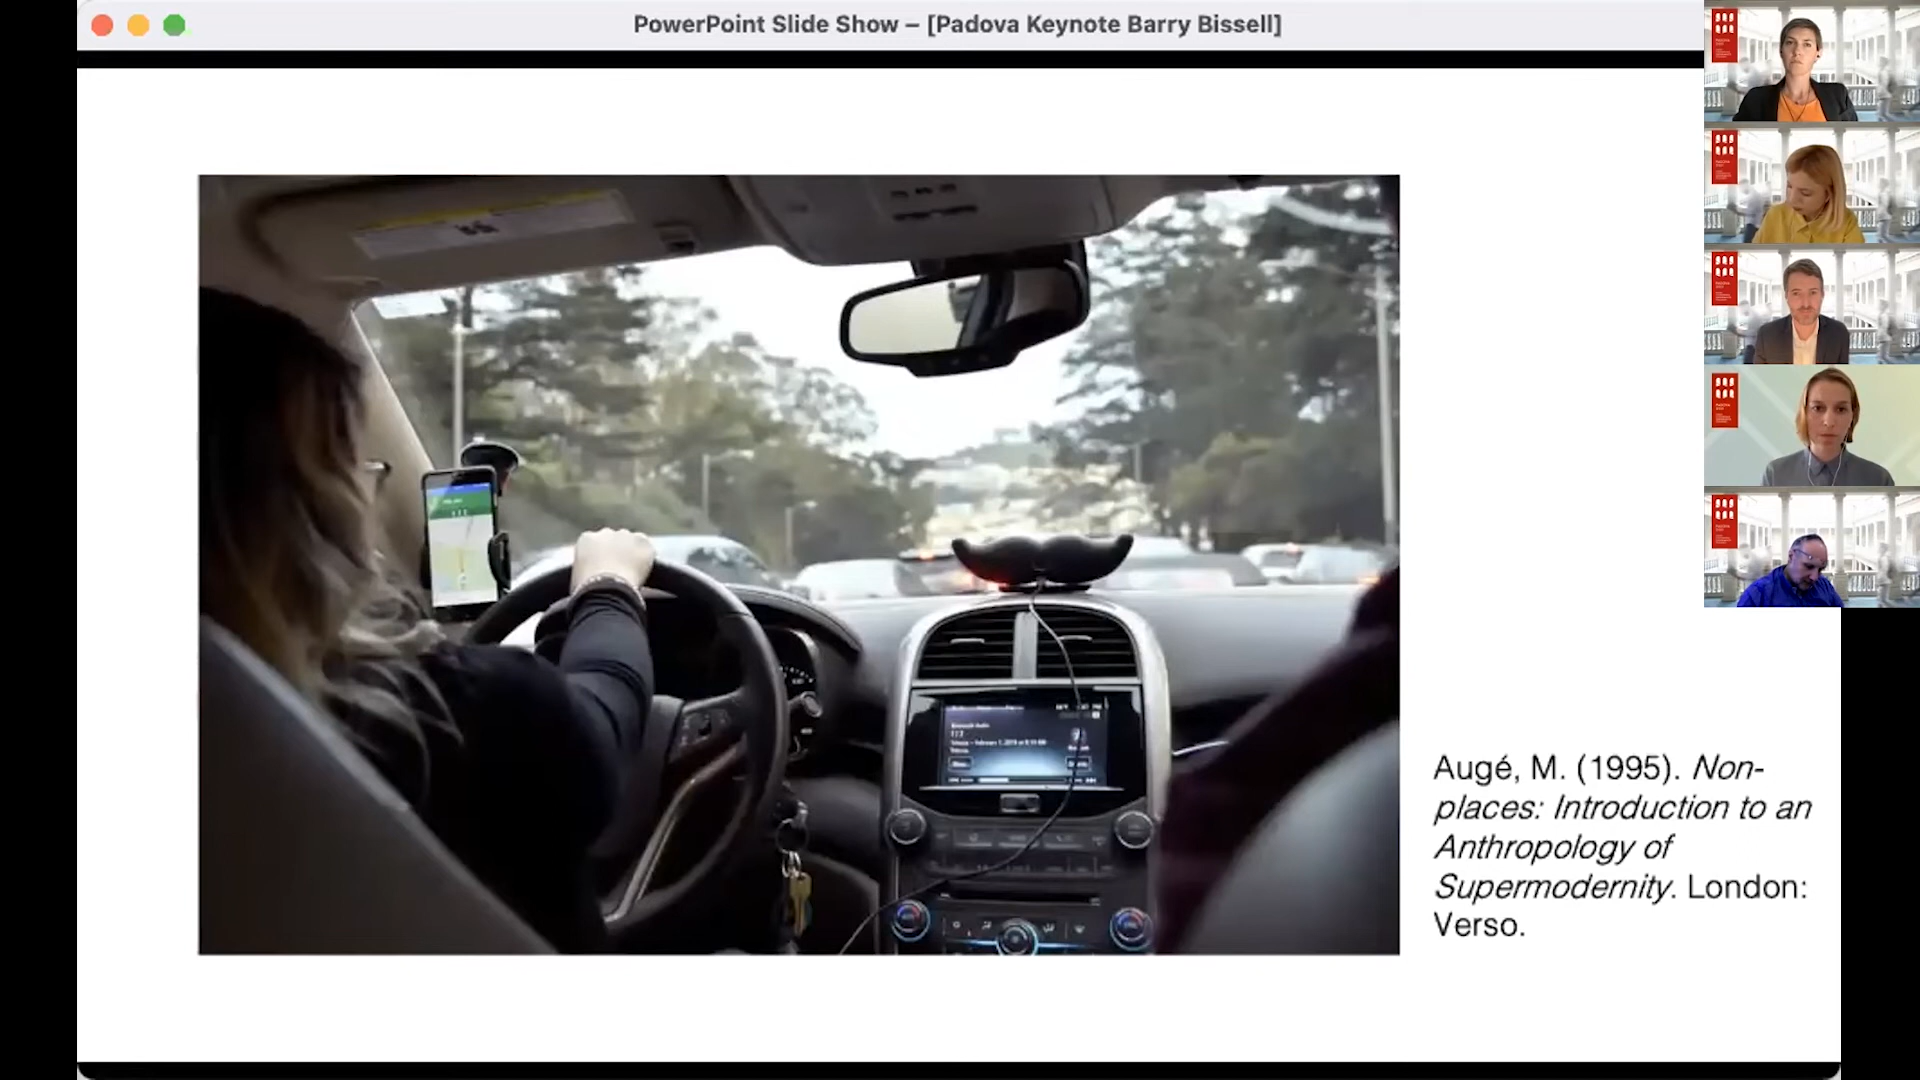 PowerPoint Slide Show – [Padova Keynote Barry Bissell]
Augé, M. (1995). Non-
places: Introduction to an
Anthropology of
Supermodernity. London:
Verso.